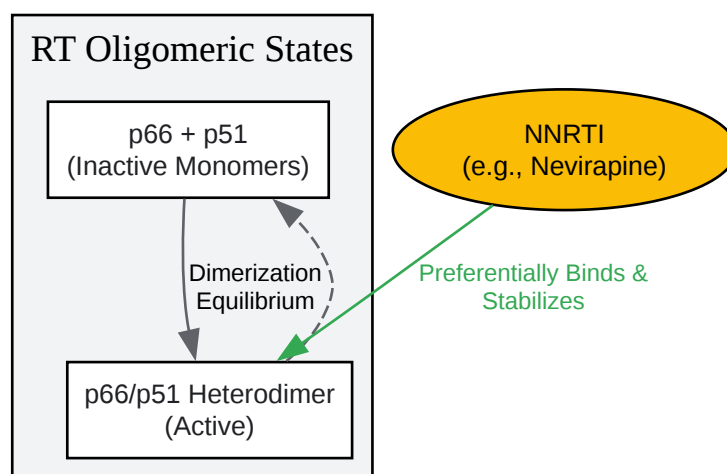 RT Oligomeric States
p66 + p51
(Inactive Monomers)
NNRTI
(e.g., Nevirapine)
Dimerization
Equilibrium
Preferentially Binds &
Stabilizes
p66/p51 Heterodimer
(Active)